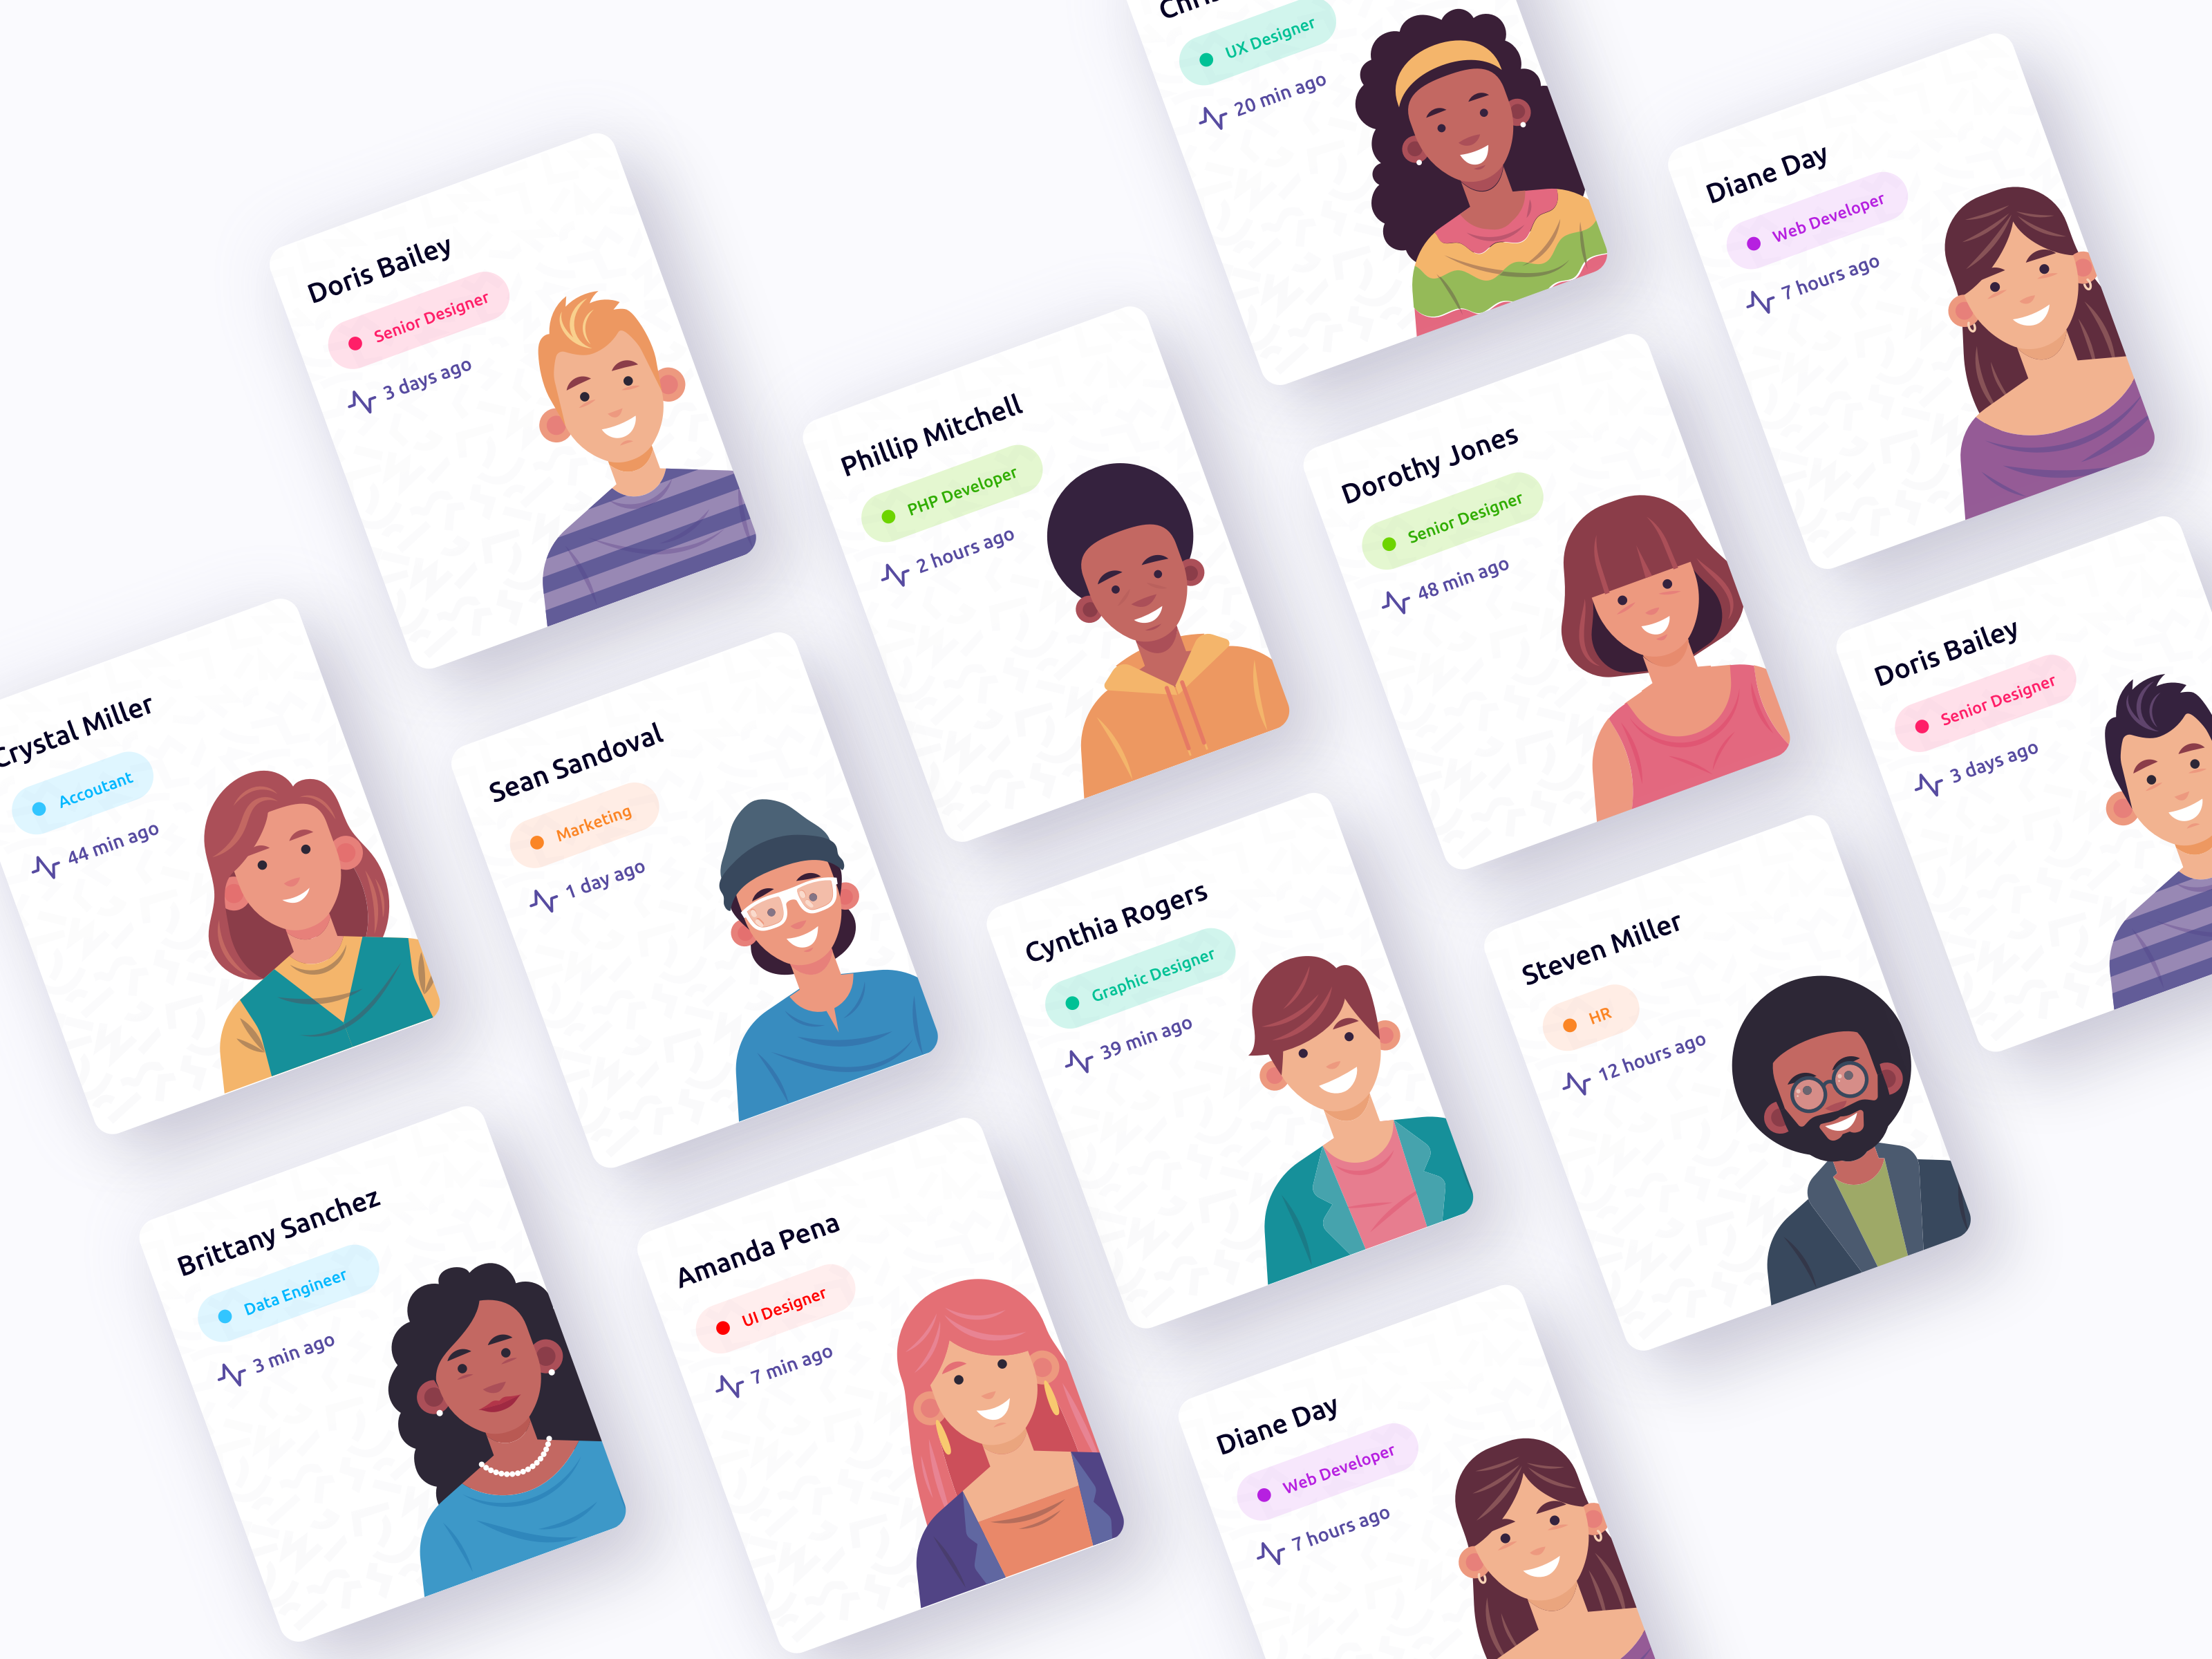 UX Designer
20 min ago
Diane Day
Web Developer
7 hours ago
Doris Bailey
Senior Designer
3 days ago
Phillip Mitchell
PHP Developer
2 hours ago
Dorothy Jones
Senior Designer
48 min ago
Doris Bailey
Senior Designer
3 days ago
Crystal Miller
Accoutant
44 min ago
Sean Sandoval
Marketing
1 day ago
Cynthia Rogers
Graphic Designer
39 min ago
Steven Miller
HR
12 hours ago
Brittany Sanchez
Data Engineer
3 min ago
Amanda Pena
UI Designer
7 min ago
Diane Day
Web Developer
7 hours ago